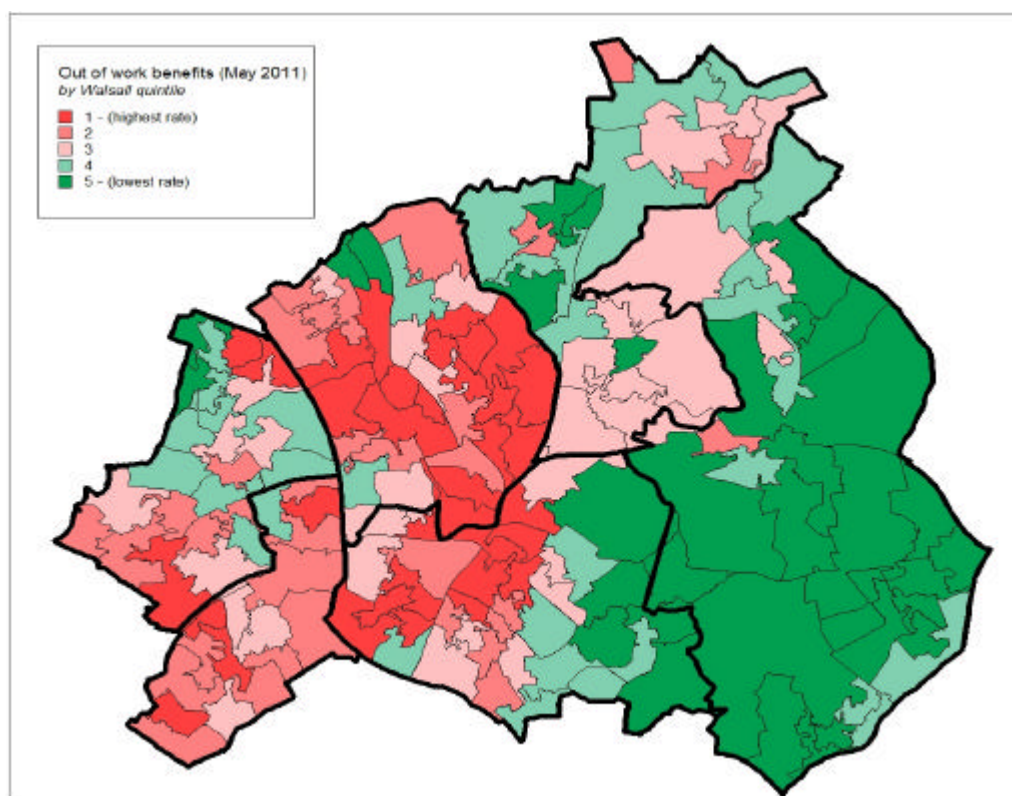 Out of work benefits (May 2011)
by Walsall quintile
1 - (highest rate)
2
3
4
5 - (lowest rate)